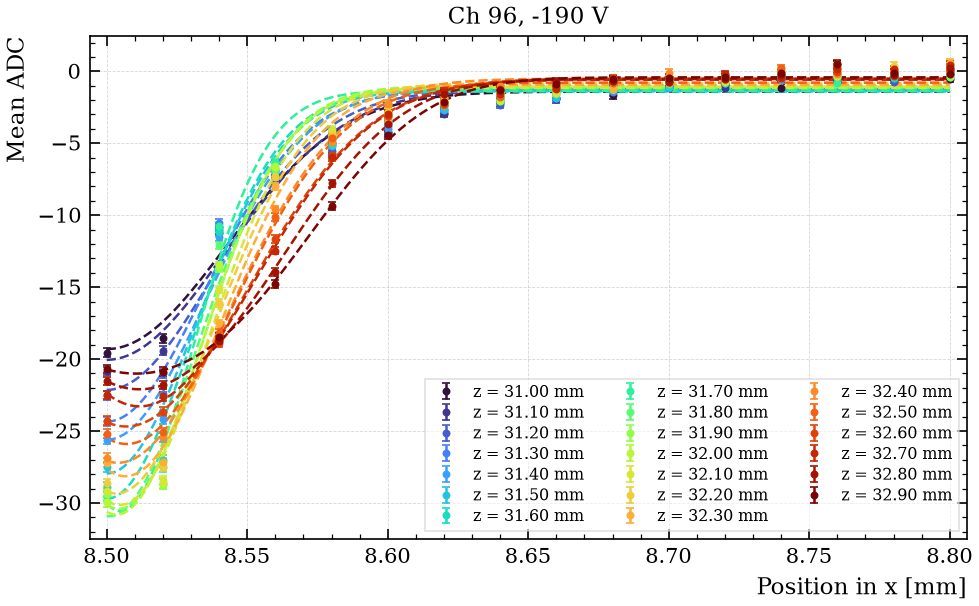 Ch 96, -190 V
Mean ADC
0
−5
−10
−15
−20
−25
−30
z = 31.00 mm
z = 31.10 mm
z = 31.20 mm
z = 31.30 mm
z = 31.40 mm
z = 31.50 mm
z = 31.60 mm
z = 31.70 mm
z = 31.80 mm
z = 31.90 mm
z = 32.00 mm
z = 32.10 mm
z = 32.20 mm
z = 32.30 mm
z = 32.40 mm
z = 32.50 mm
z = 32.60 mm
z = 32.70 mm
z = 32.80 mm
z = 32.90 mm
8.50 8.55 8.60 8.65 8.70 8.75 8.80
Position in x [mm]